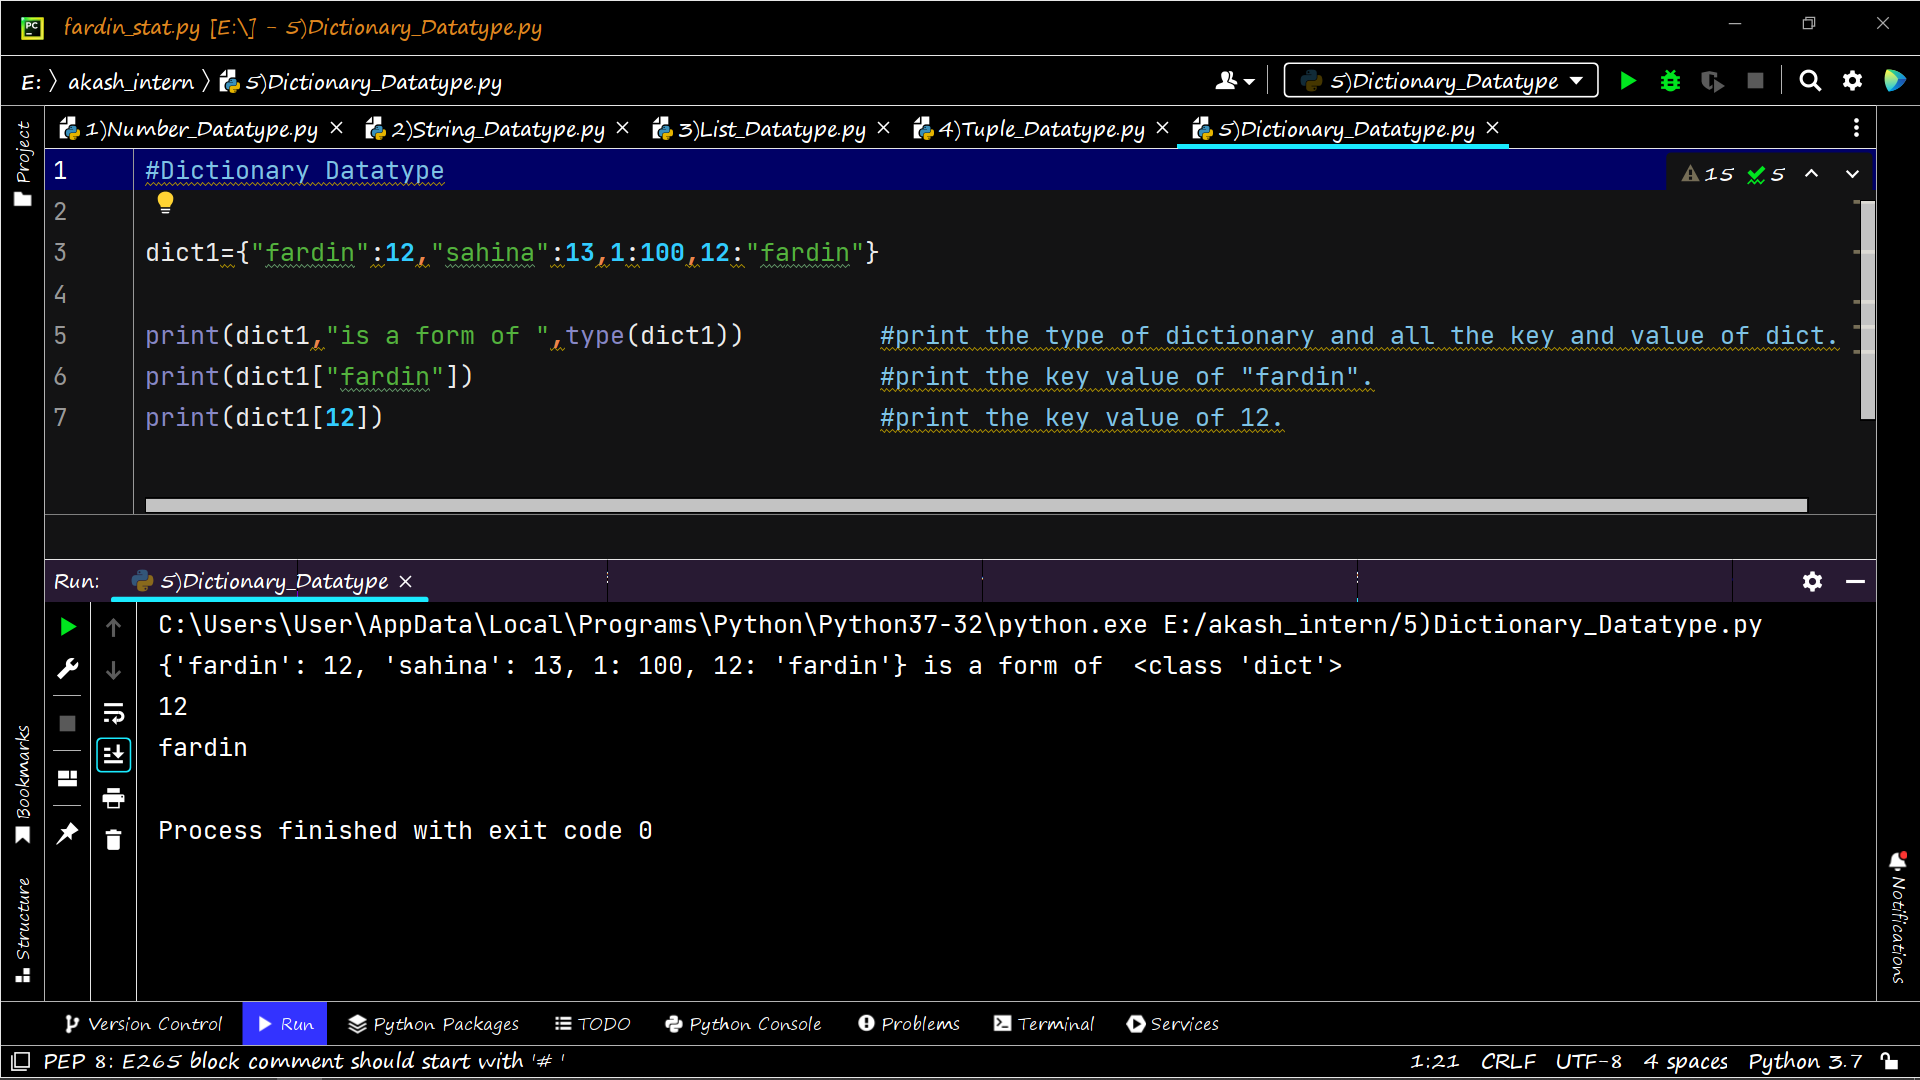 fardin_stat.py [E:\] - 5)Dictionary_Datatype.py
E: akash_intern 5)Dictionary_Datatype.py 5)Dictionary_Datatype
Project
1)Number_Datatype.py 2)String_Datatype.py 3)List_Datatype.py 4)Tuple_Datatype.py 5)Dictionary_Datatype.py
1 #Dictionary Datatype 15 5
2
3 dict1={"fardin":12,"sahina":13,1:100,12:"fardin"}
4
5 print(dict1,"is a form of ",type(dict1)) #print the type of dictionary and all the key and value of dict.
6 print(dict1["fardin"]) #print the key value of "fardin".
7 print(dict1[12]) #print the key value of 12.
Run: 5)Dictionary_Datatype
C:\Users\User\AppData\Local\Programs\Python\Python37-32\python.exe E:/akash_intern/5)Dictionary_Datatype.py
{'fardin': 12, 'sahina': 13, 1: 100, 12: 'fardin'} is a form of  <class 'dict'>
12
fardin
Process finished with exit code 0
Bookmarks
Structure
Notifications
Version Control Run Python Packages TODO Python Console Problems Terminal Services
PEP 8: E265 block comment should start with '# ' 1:21 CRLF UTF-8 4 spaces Python 3.7